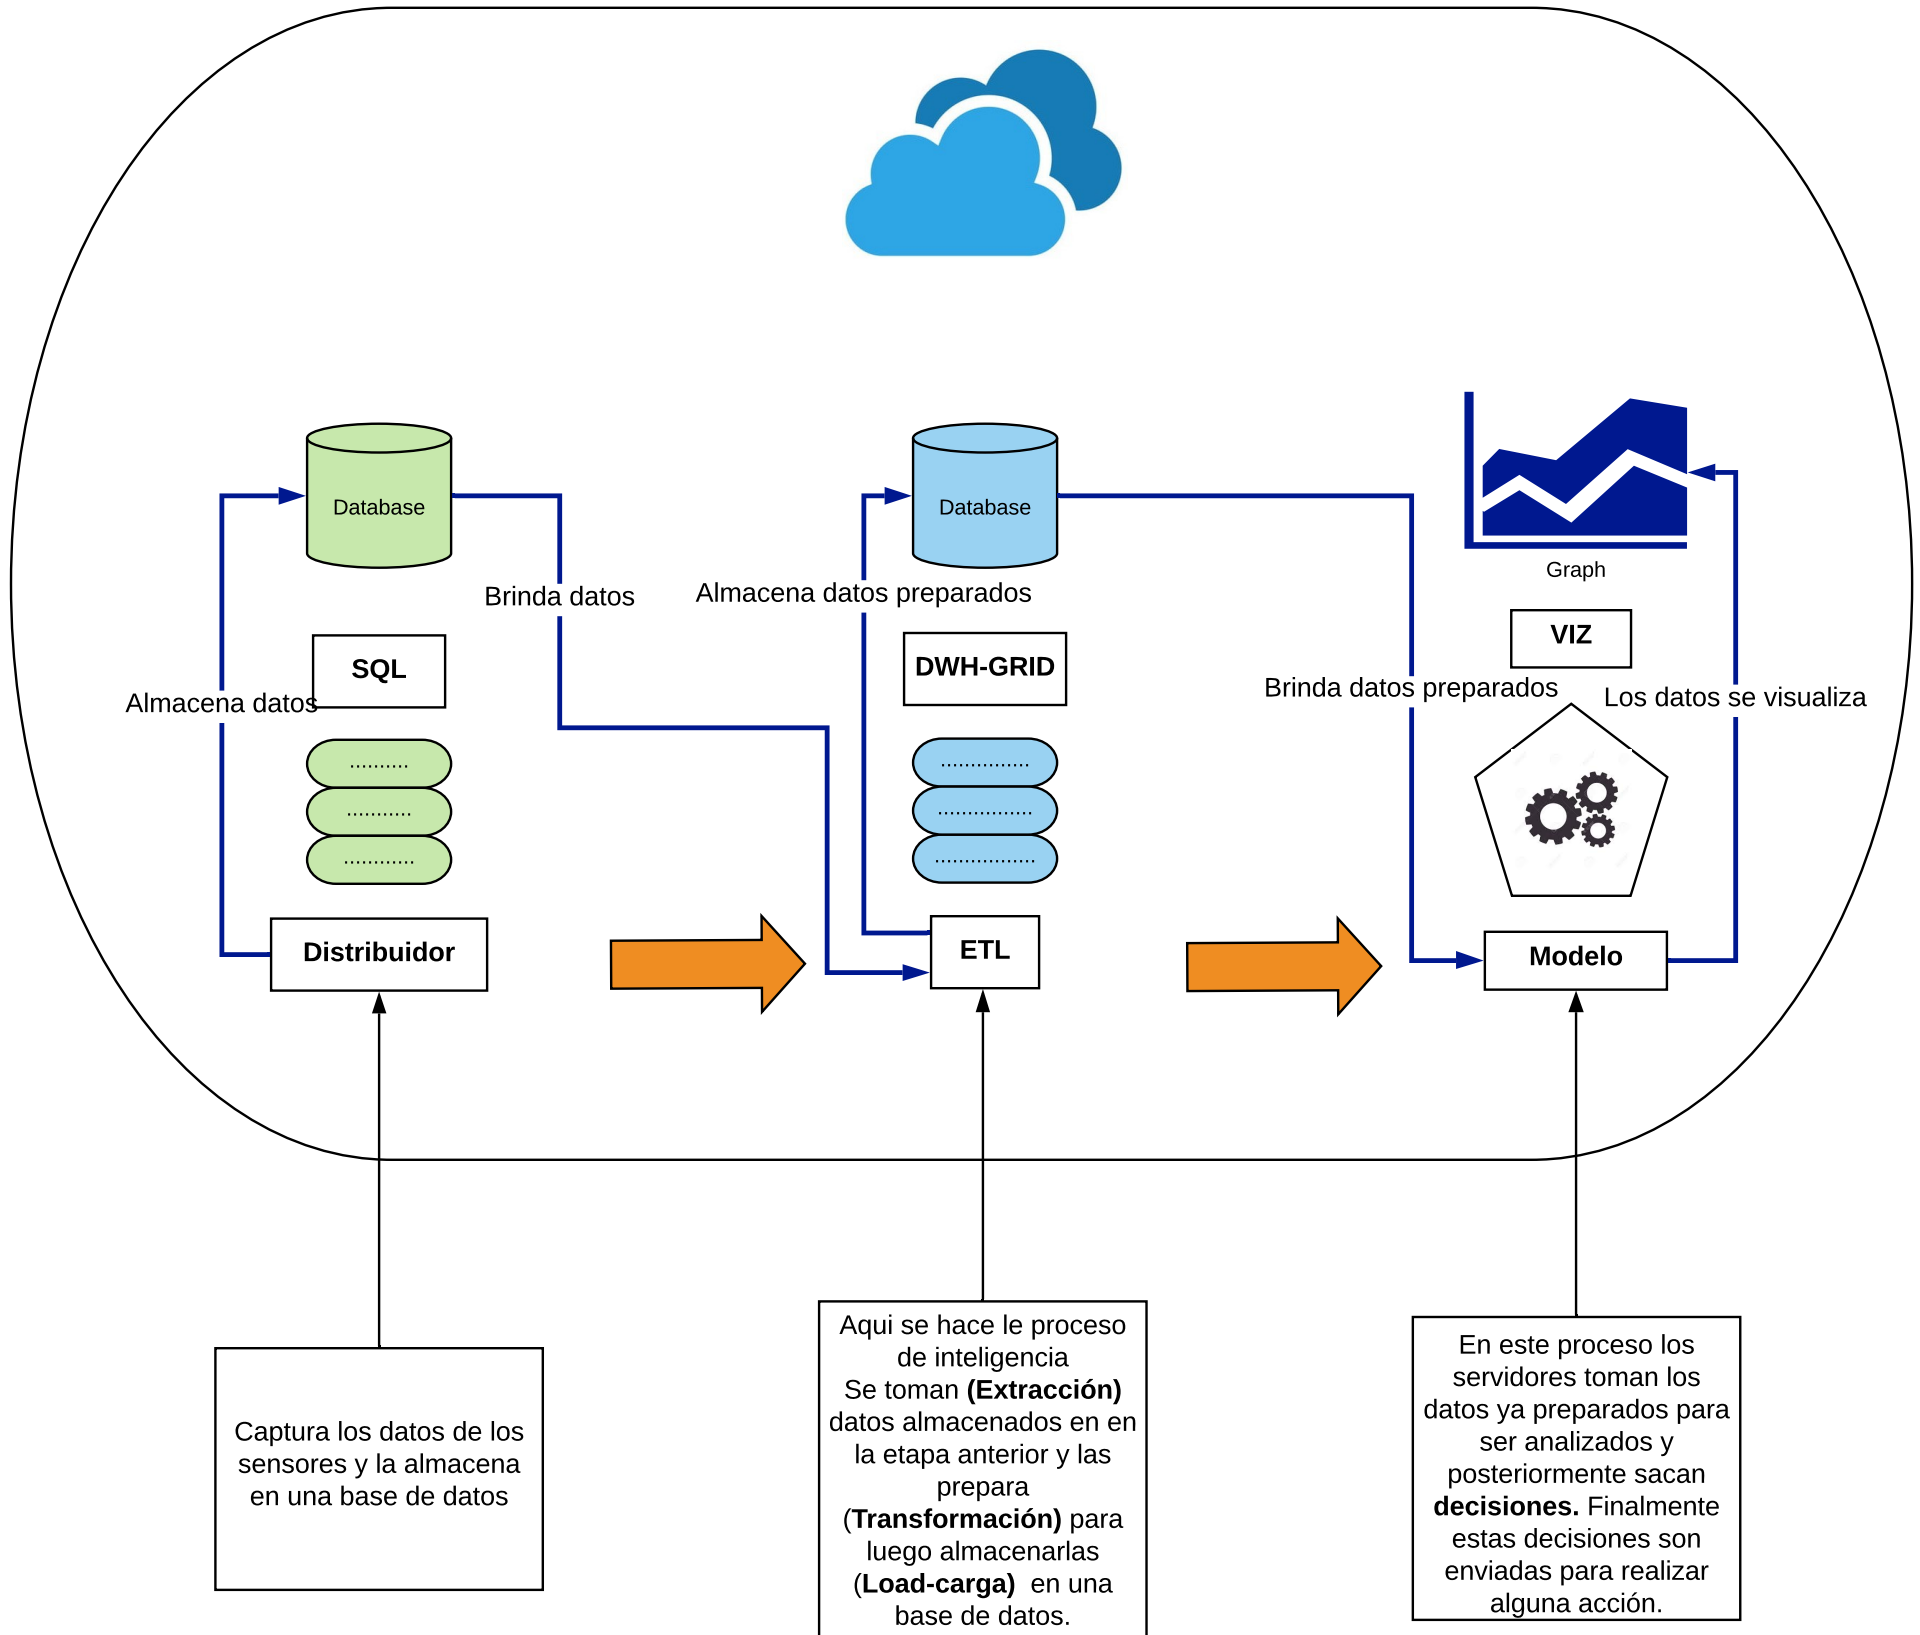 Database
Database
Graph
Brinda datos
Almacena datos preparados
VIZ
SQL
DWH-GRID
Almacena datos
Brinda datos preparados
Los datos se visualiza
..........
...........
............
...............
................
.................
Distribuidor
ETL
Modelo
Captura los datos de los
sensores y la almacena
en una base de datos
Aqui se hace le proceso
de inteligencia
Se toman (Extracción)
datos almacenados en en
la etapa anterior y las
prepara
(Transformación) para
luego almacenarlas
(Load-carga) en una
base de datos.
En este proceso los
servidores toman los
datos ya preparados para
ser analizados y
posteriormente sacan
decisiones. Finalmente
estas decisiones son
enviadas para realizar
alguna acción.